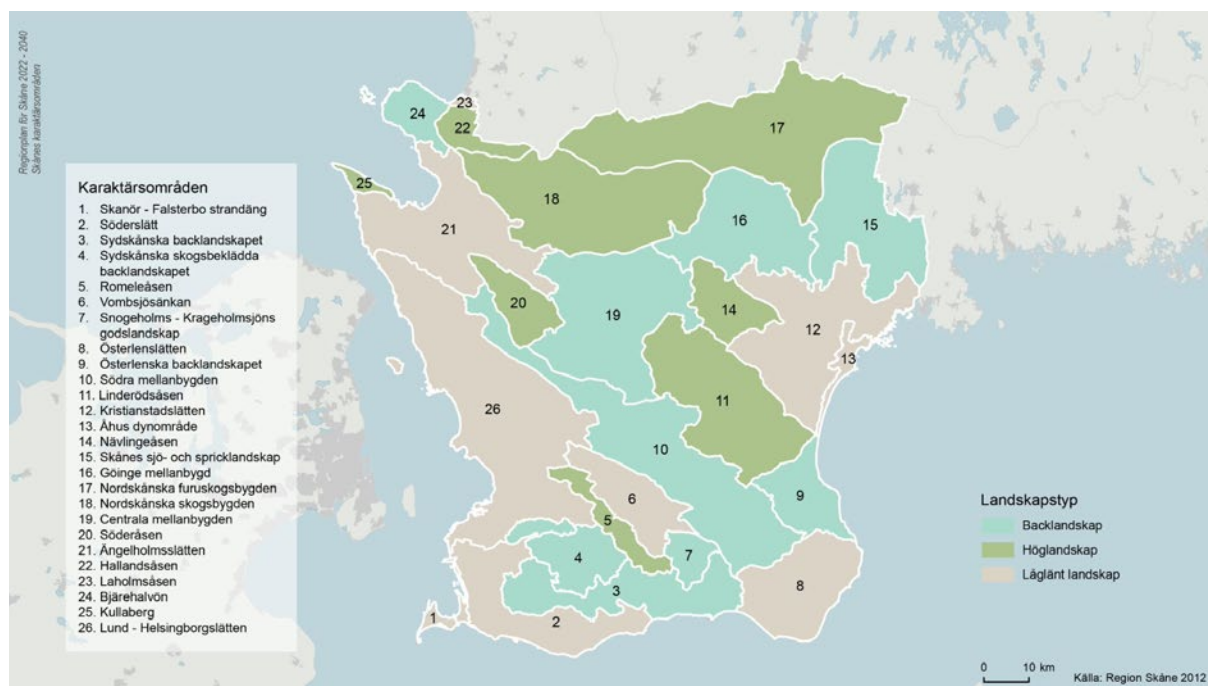 Regionplan för Skåne 2022 - 2040
Skånes karaktärsområden
Karaktärsområden
1. Skanör - Falsterbo strandäng
2. Söderslätt
3. Sydskånska backlandskapet
4. Sydskånska skogsbeklädda
backlandskapet
5. Romeleåsen
6. Vombsjösänkan
7. Snogeholms - Krageholmsjöns
godslandskap
8. Österlenslätten
9. Österlenska backlandskapet
10. Södra mellanbygden
11. Linderödsåsen
12. Kristianstadslätten
13. Åhus dynområde
14. Nävlingeåsen
15. Skånes sjö- och spricklandskap
16. Göinge mellanbygd
17. Nordskånska furuskogsbygden
18. Nordskånska skogsbygden
19. Centrala mellanbygden
20. Söderåsen
21. Ängelholmsslätten
22. Hallandsåsen
23. Laholmsåsen
24. Bjärehalvön
25. Kullaberg
26. Lund - Helsingborgslätten
23
24
22
17
25
18
21
16
15
20
19
14
12
13
11
26
10
6
9
5
4
7
8
3
1
2
Landskapstyp
Backlandskap
Höglandskap
Låglänt landskap
0 10 km
Källa: Region Skåne 2012